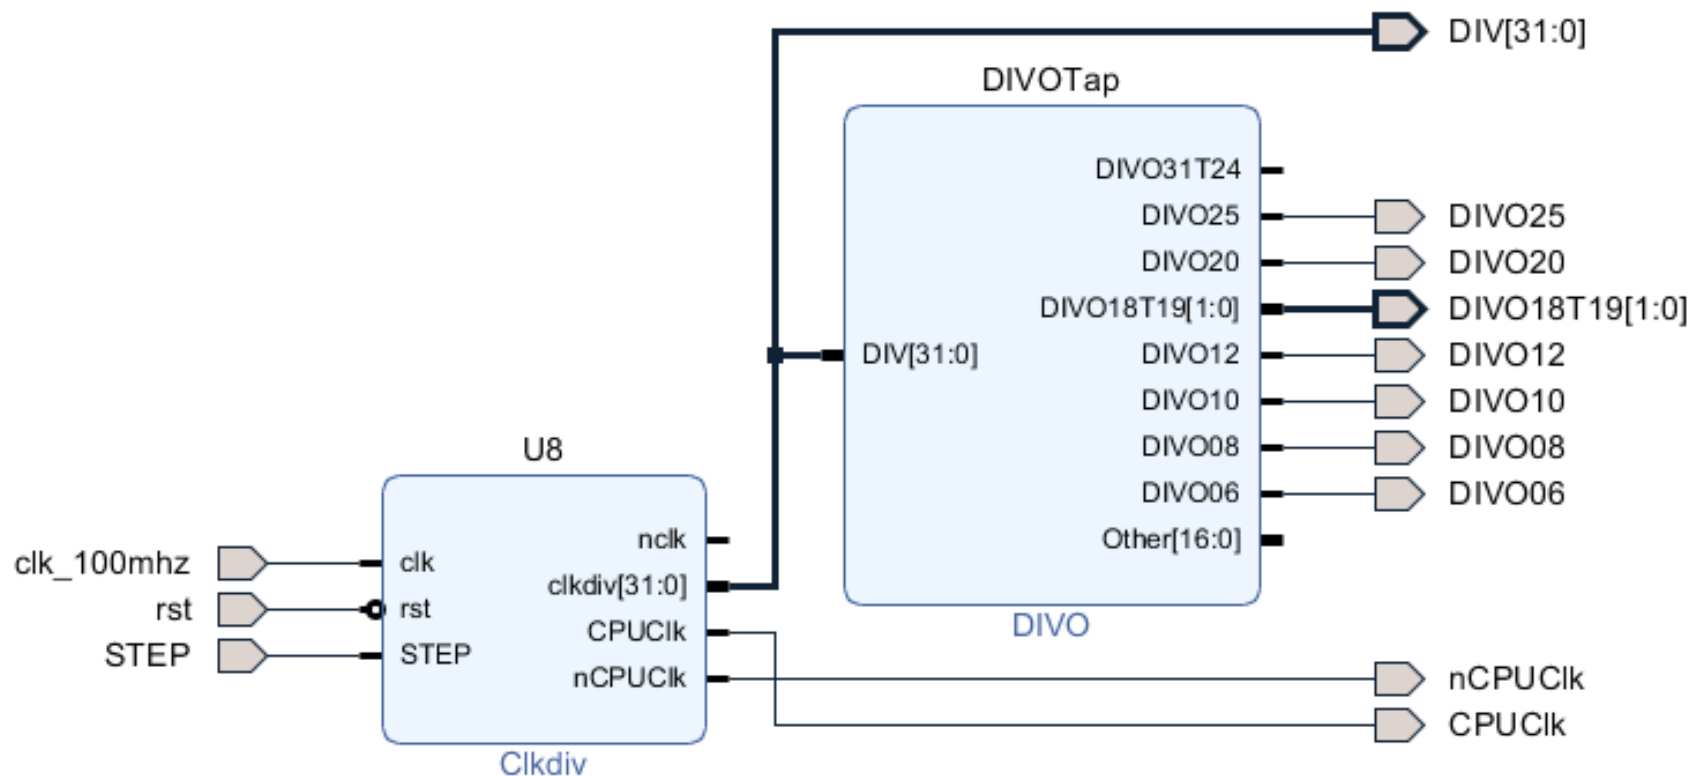 DIV[31:0]
DIVOTap
DIVO31T24
DIVO25 DIVO25
DIVO20 DIVO20
DIVO18T19[1:0] DIVO18T19[1:0]
DIV[31:0] DIVO12 DIVO12
DIVO10 DIVO10
DIVO08 DIVO08
DIVO06 DIVO06
Other[16:0]
DIVO
U8
nclk
clk_100mhz clk
clkdiv[31:0]
rst rst
CPUClk
STEP STEP
nCPUClk nCPUClk
CPUClk
Clkdiv